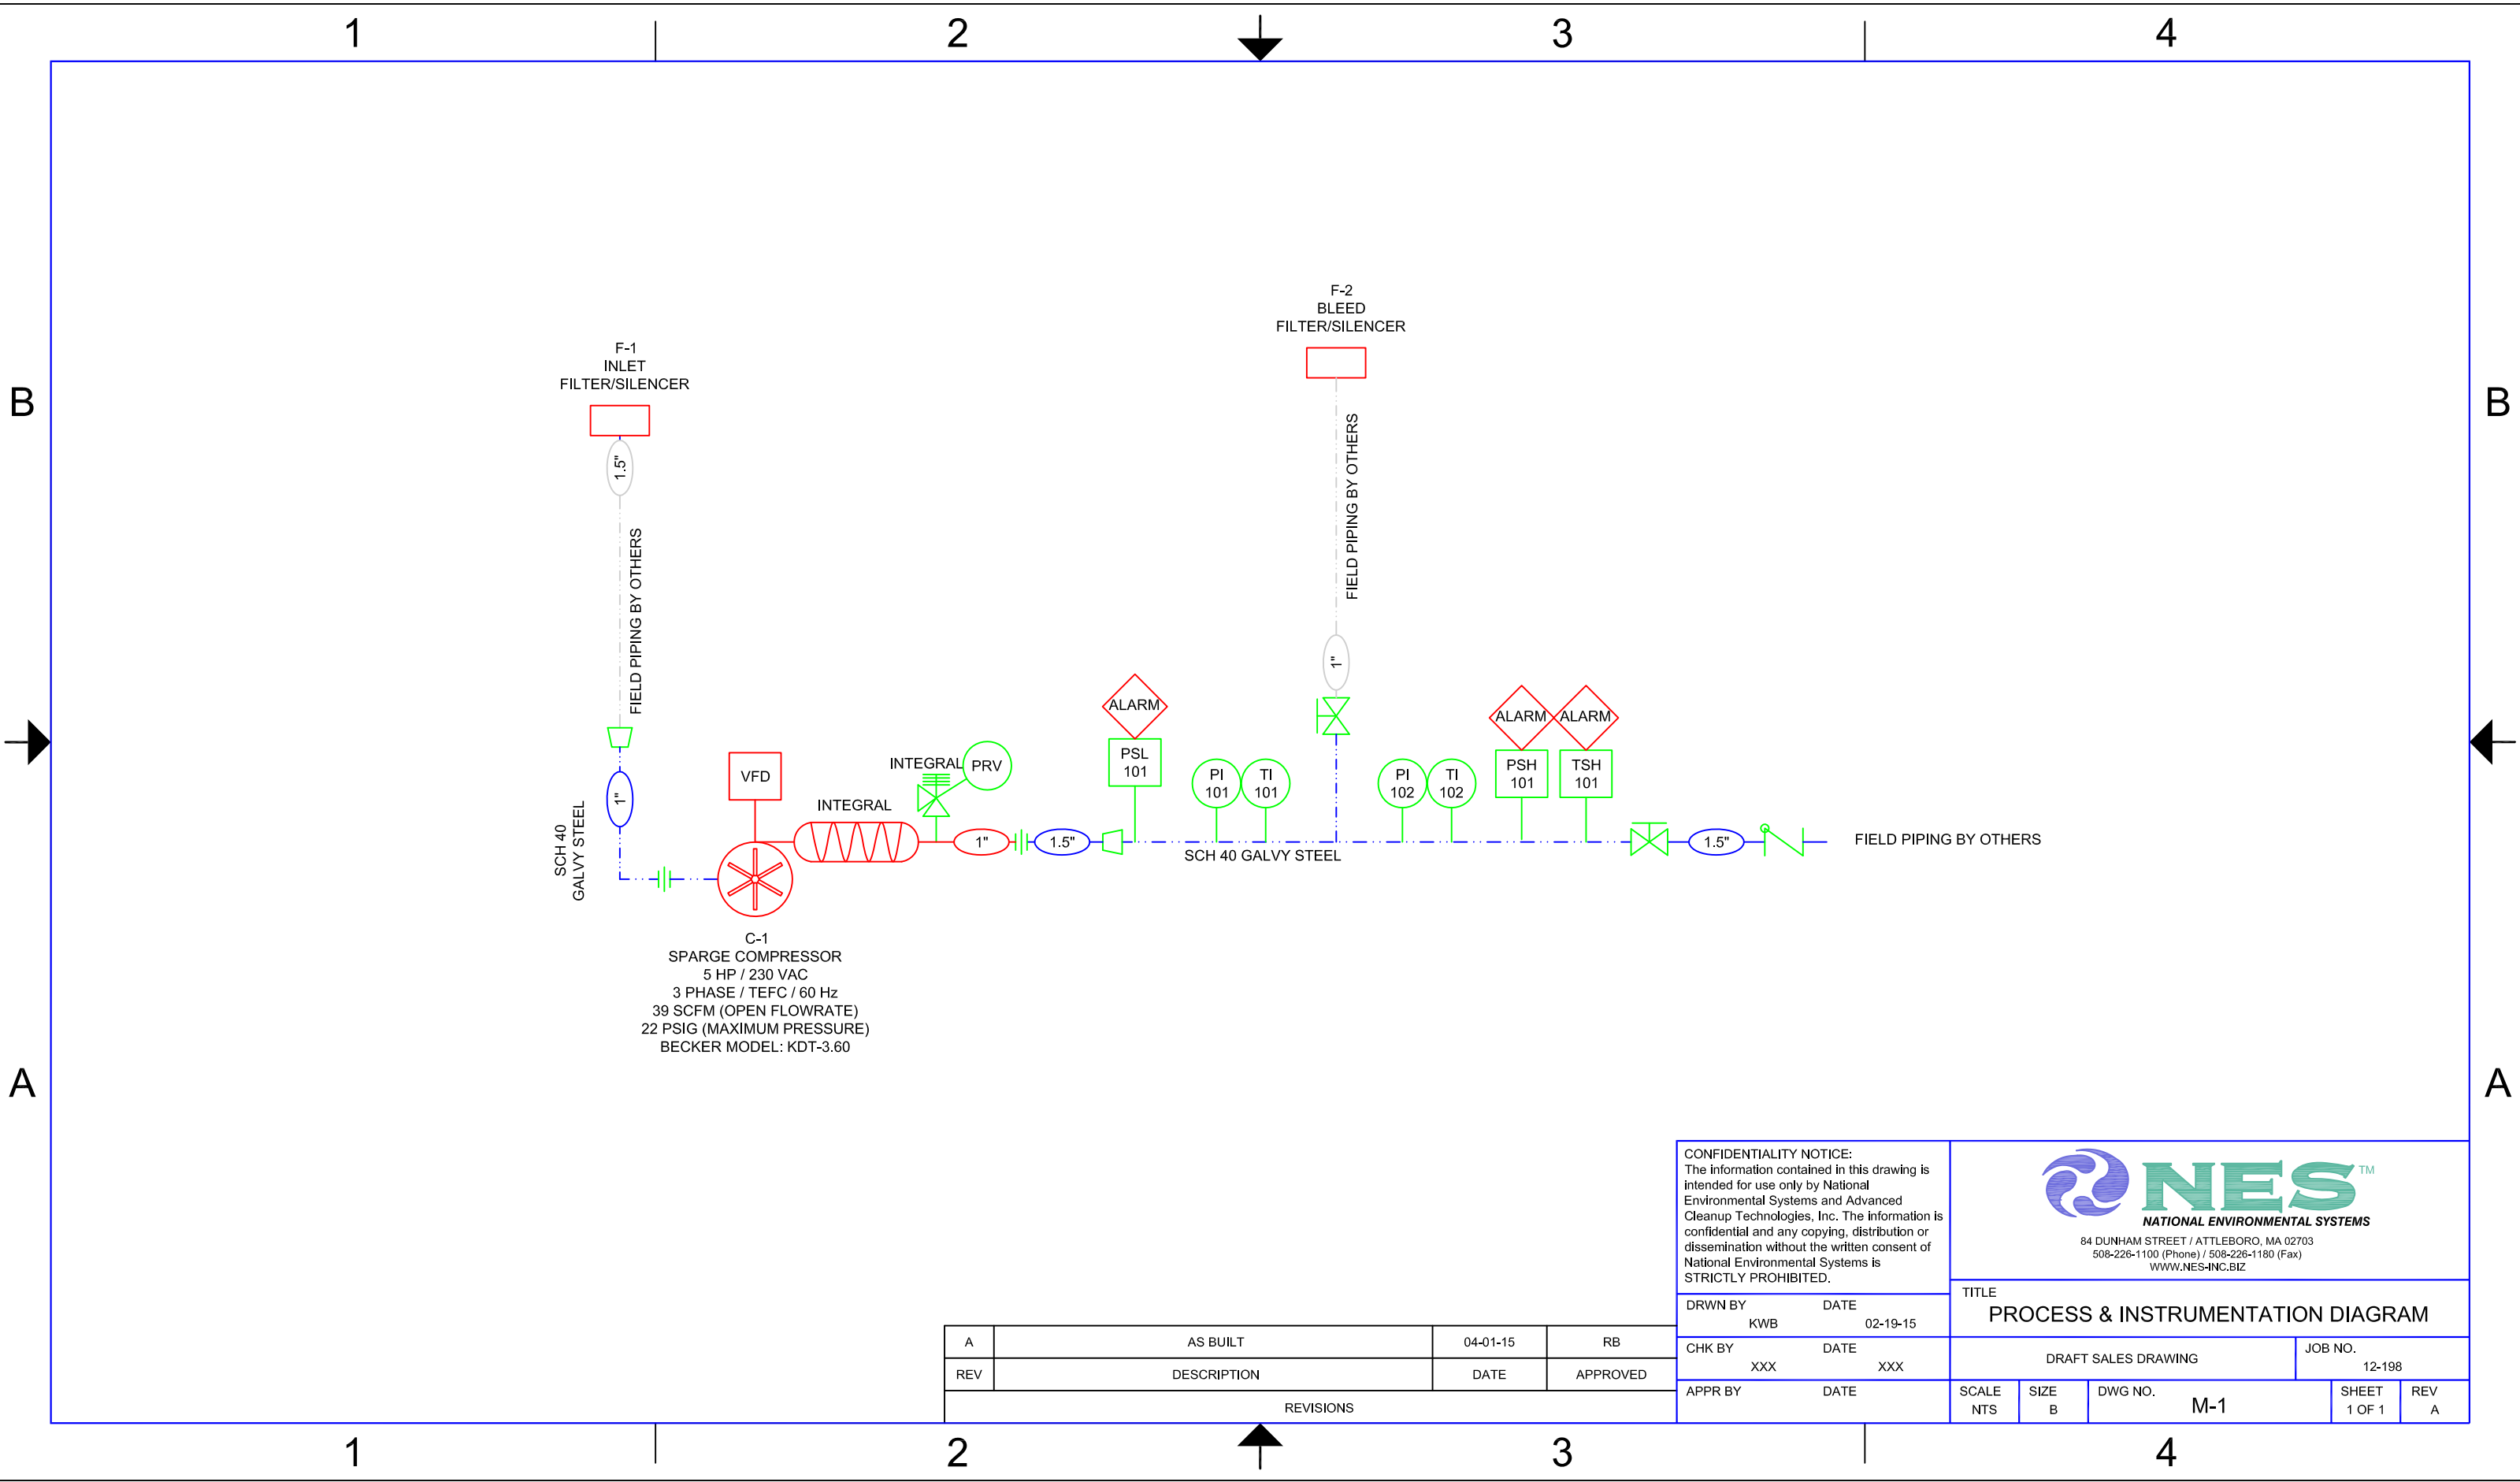 1 2 3 4
F-2
BLEED
FILTER/SILENCER
F-1
INLET
FILTER/SILENCER
B
B
1.5"
FIELD PIPING BY OTHERS
FIELD PIPING BY OTHERS
1"
ALARM
ALARM
ALARM
PSL
101
INTEGRAL
PRV
VFD
PI
101
TI
101
PI
102
TI
102
PSH
101
TSH
101
1"
INTEGRAL
SCH 40
GALVY STEEL
1"
1.5"
SCH 40 GALVY STEEL
1.5"
FIELD PIPING BY OTHERS
C-1
SPARGE COMPRESSOR
5 HP / 230 VAC
3 PHASE / TEFC / 60 Hz
39 SCFM (OPEN FLOWRATE)
22 PSIG (MAXIMUM PRESSURE)
BECKER MODEL: KDT-3.60
A
A
CONFIDENTIALITY NOTICE:
The information contained in this drawing is
intended for use only by National
Environmental Systems and Advanced
Cleanup Technologies, Inc. The information is
confidential and any copying, distribution or
dissemination without the written consent of
National Environmental Systems is
STRICTLY PROHIBITED.
NES TM
NATIONAL ENVIRONMENTAL SYSTEMS
84 DUNHAM STREET / ATTLEBORO, MA 02703
508-226-1100 (Phone) / 508-226-1180 (Fax)
WWW.NES-INC.BIZ
TITLE
PROCESS & INSTRUMENTATION DIAGRAM
DRWN BY DATE
KWB 02-19-15
CHK BY DATE
XXX XXX
APPR BY DATE
DRAFT SALES DRAWING
JOB NO.
12-198
SCALE
NTS
SIZE
B
DWG NO.
M-1
SHEET
1 OF 1
REV
A
A AS BUILT 04-01-15 RB
REV DESCRIPTION DATE APPROVED
REVISIONS
1 2 3 4